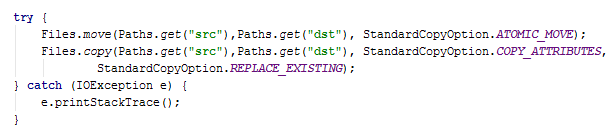 try {
    Files.move(Paths.get("src"),Paths.get("dst"), StandardCopyOption.ATOMIC_MOVE);
    Files.copy(Paths.get("src"),Paths.get("dst"), StandardCopyOption.COPY_ATTRIBUTES,
            StandardCopyOption.REPLACE_EXISTING);
} catch (IOException e) {
    e.printStackTrace();
}